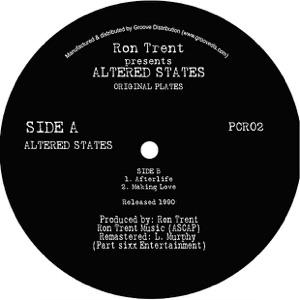 Manufactured & distributed by Groove Distribution (www.groovedis.com)
Ron Trent
presents
ALTERED STATES
ORIGINAL PLATES
SIDE A
PCR02
ALTERED STATES
SIDE B
1. Afterlife
2. Making Love
Released 1990
Produced by: Ron Trent
Ron Trent Music (ASCAP)
Remastered: L. Murphy
(Part sixx Entertainment)